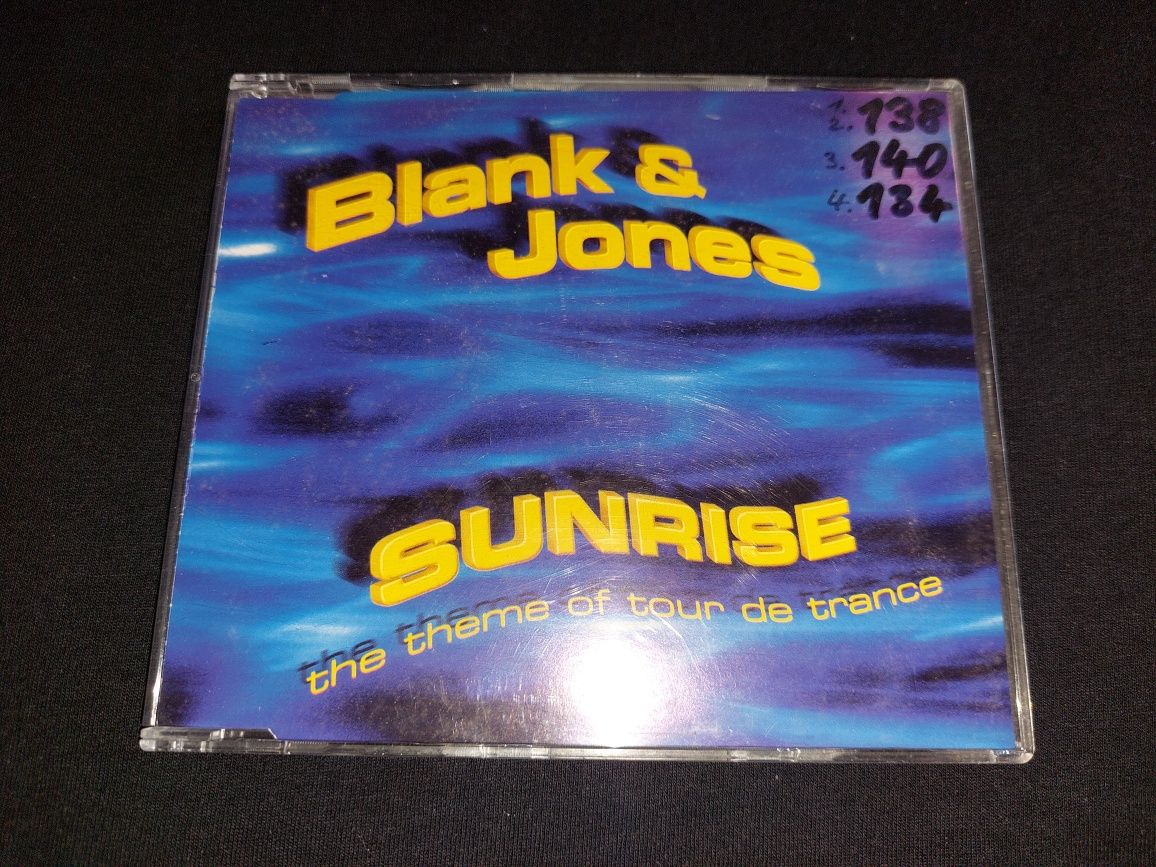 Blank &
Jones
1.
2. 138
3. 140
4. 134
SUNRISE
the theme of tour de trance